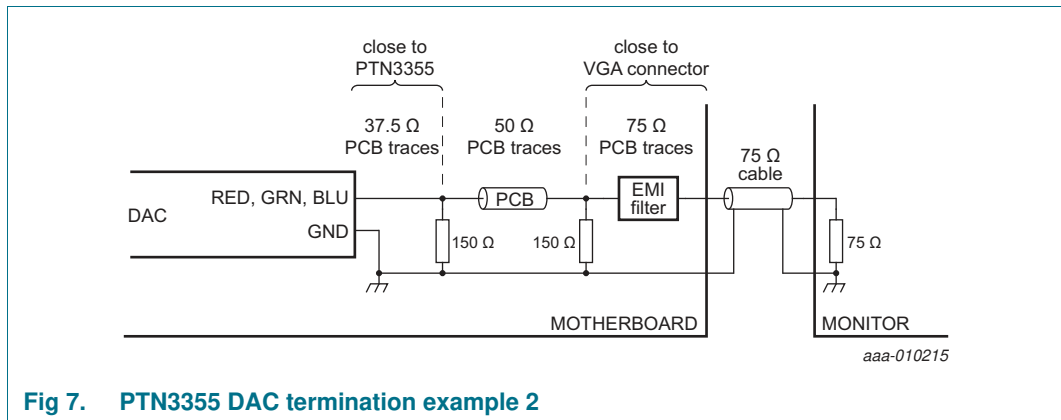 close to
PTN3355
close to
VGA connector
37.5 Ω
PCB traces
50 Ω
PCB traces
75 Ω
PCB traces
75 Ω
cable
DAC
RED, GRN, BLU
GND
PCB
EMI
filter
150 Ω
150 Ω
75 Ω
MOTHERBOARD
MONITOR
aaa-010215
Fig 7. PTN3355 DAC termination example 2